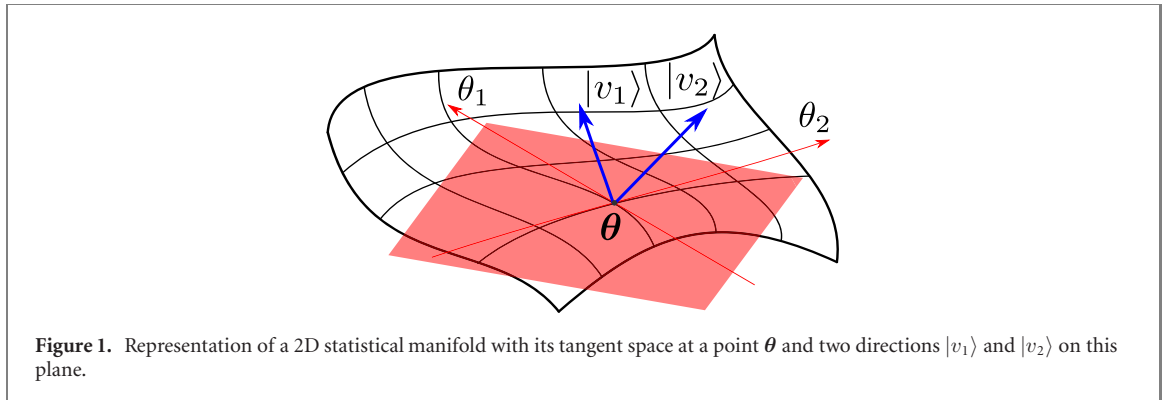 |v₁⟩ |v₂⟩
θ₁
θ₂
θ
Figure 1. Representation of a 2D statistical manifold with its tangent space at a point θ and two directions |v₁⟩ and |v₂⟩ on this
plane.